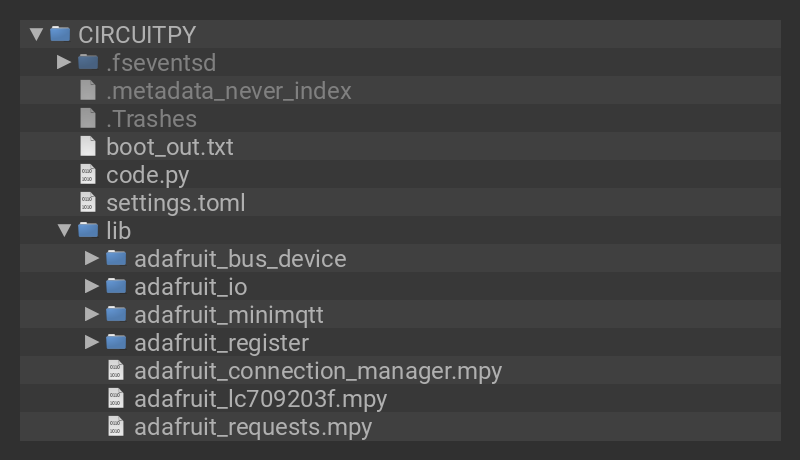 CIRCUITPY
.fseventsd
.metadata_never_index
.Trashes
boot_out.txt
code.py
settings.toml
lib
adafruit_bus_device
adafruit_io
adafruit_minimqtt
adafruit_register
adafruit_connection_manager.mpy
adafruit_lc709203f.mpy
adafruit_requests.mpy